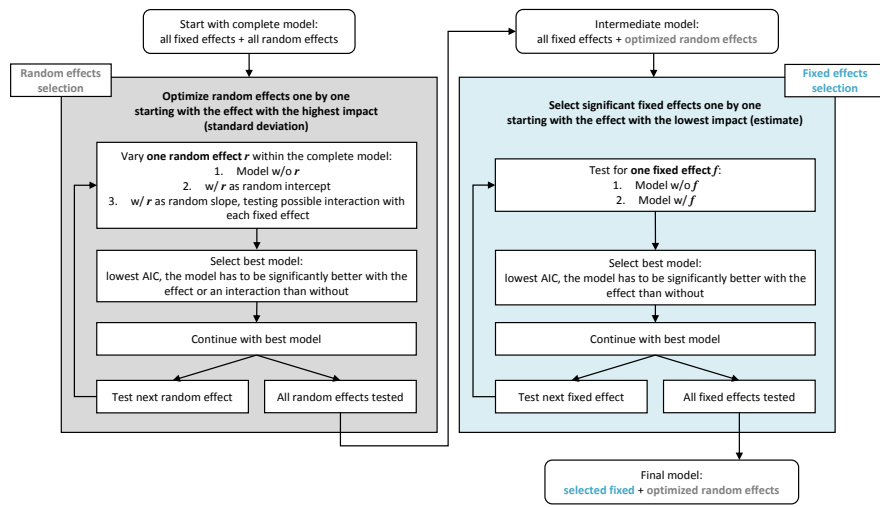 Start with complete model:
all fixed effects + all random effects
Random effects
selection
Optimize random effects one by one
starting with the effect with the highest impact
(standard deviation)
Vary one random effect r within the complete model:
1. Model w/o r
2. w/ r as random intercept
3. w/ r as random slope, testing possible interaction with
each fixed effect
Select best model:
lowest AIC, the model has to be significantly better with the
effect or an interaction than without
Continue with best model
Test next random effect
All random effects tested
Intermediate model:
all fixed effects + optimized random effects
Fixed effects
selection
Select significant fixed effects one by one
starting with the effect with the lowest impact (estimate)
Test for one fixed effect f:
1. Model w/o f
2. Model w/ f
Select best model:
lowest AIC, the model has to be significantly better with the
effect than without
Continue with best model
Test next fixed effect
All fixed effects tested
Final model:
selected fixed + optimized random effects